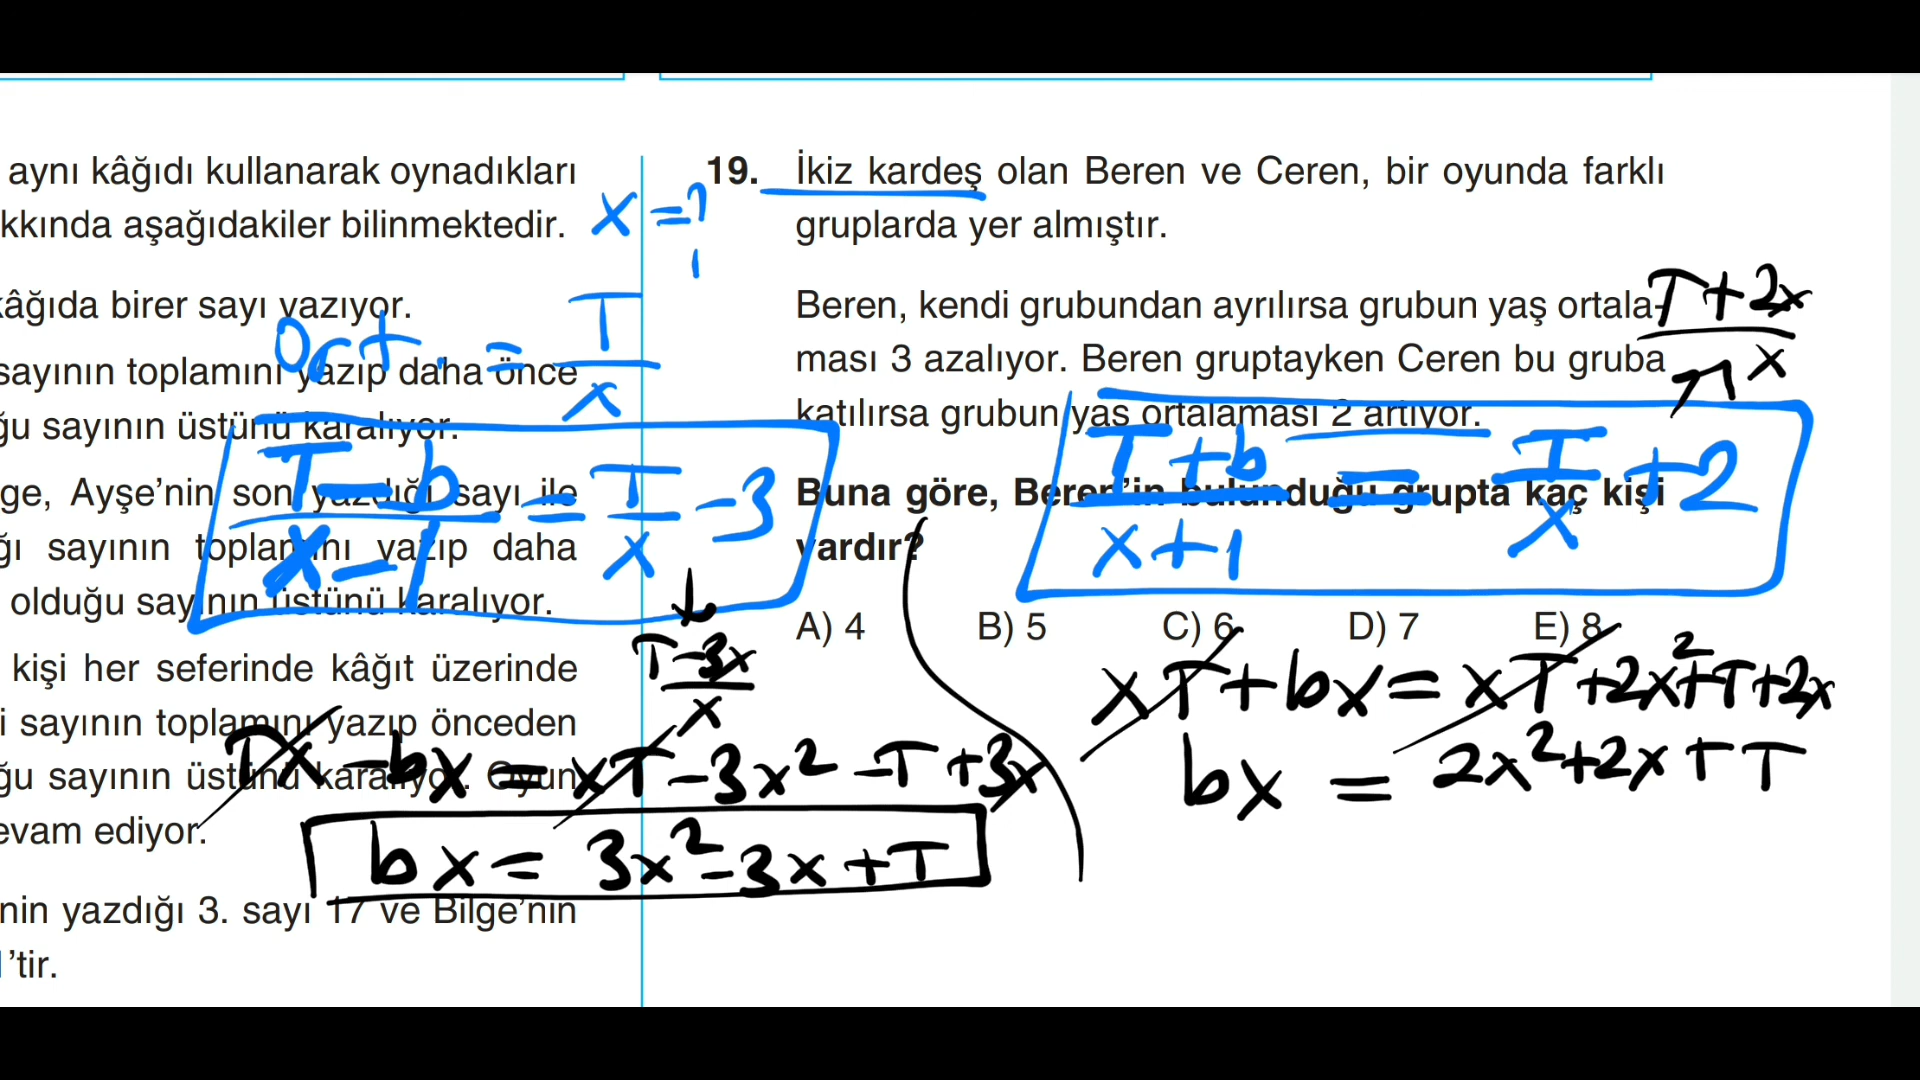 aynı kâğıdı kullanarak oynadıkları
kkında aşağıdakiler bilinmektedir.
kâğıda birer sayı yazıyor.
sayının toplamını yazıp daha önce
ğu sayının üstünü karalıyor.
ge, Ayşe’nin son yazdığı sayı ile
ğı sayının toplamını yazıp daha
olduğu sayının üstünü karalıyor.
kişi her seferinde kâğıt üzerinde
i sayının toplamını yazıp önceden
ğu sayının üstünü karalıyor. Oyun
evam ediyor.
nin yazdığı 3. sayı 17 ve Bilge’nin
’tir.
x = ?
Ort. = T/x
(T-b)/(x-1) = T/x - 3
(T-3x)/x
Tx - bx = xT - 3x² - T + 3x
bx = 3x² - 3x + T
19. İkiz kardeş olan Beren ve Ceren, bir oyunda farklı
gruplarda yer almıştır.
Beren, kendi grubundan ayrılırsa grubun yaş ortala-
ması 3 azalıyor. Beren gruptayken Ceren bu gruba
katılırsa grubun yaş ortalaması 2 artıyor.
Buna göre, Beren’in bulunduğu grupta kaç kişi
vardır?
A) 4 B) 5 C) 6 D) 7 E) 8
(T+2x)/x
(T+b)/(x+1) = T/x + 2
xT + bx = xT + 2x² + T + 2x
bx = 2x² + 2x + T